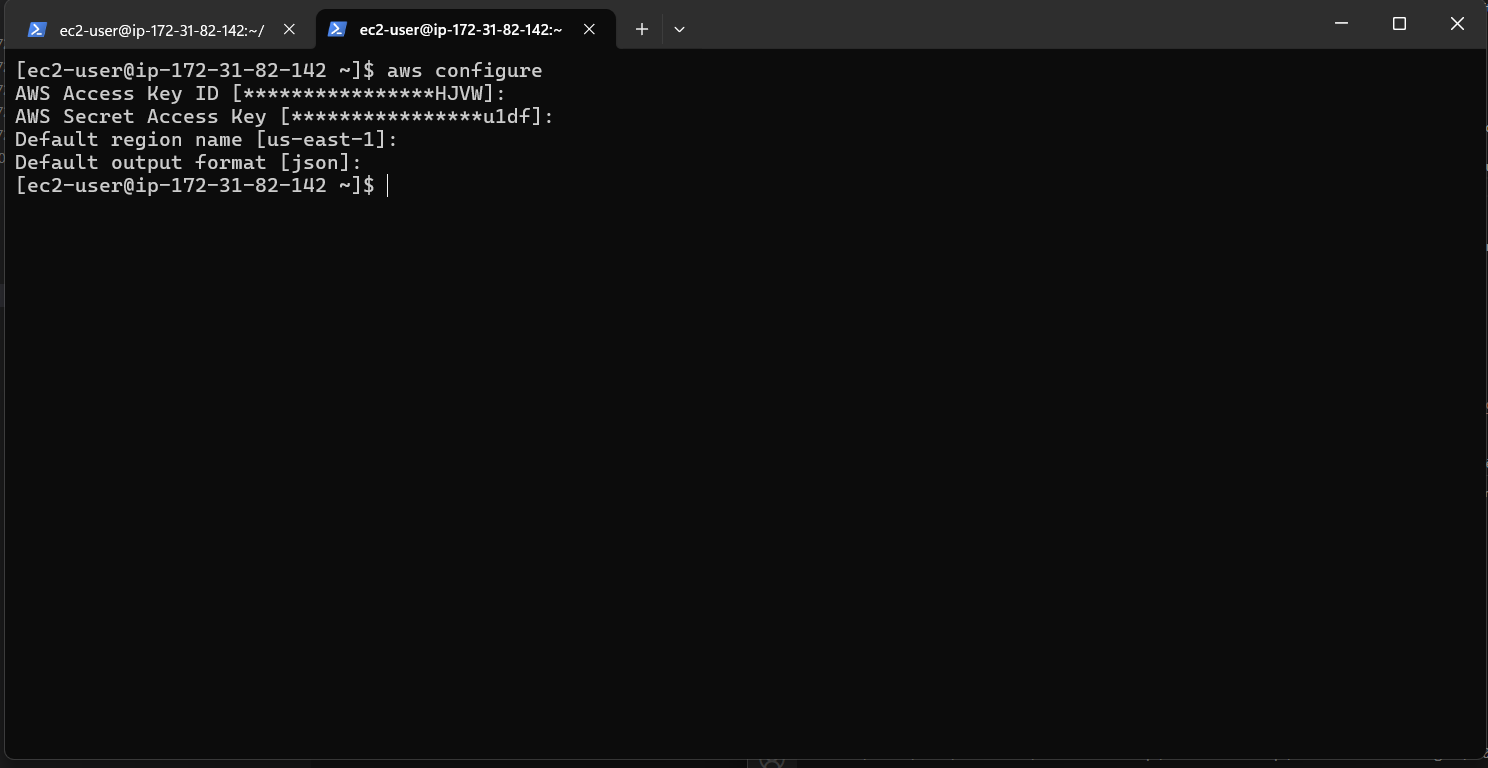 ec2-user@ip-172-31-82-142:~/
ec2-user@ip-172-31-82-142:~
[ec2-user@ip-172-31-82-142 ~]$ aws configure
AWS Access Key ID [****************HJVW]:
AWS Secret Access Key [****************u1df]:
Default region name [us-east-1]:
Default output format [json]:
[ec2-user@ip-172-31-82-142 ~]$